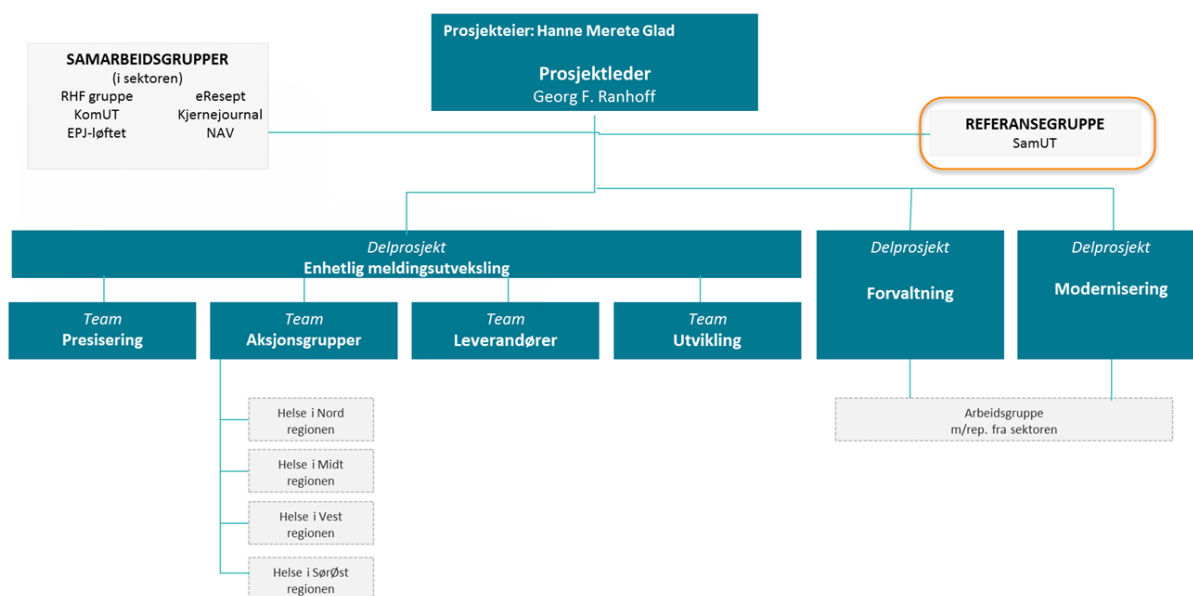 Prosjekteier: Hanne Merete Glad
Prosjektleder
Georg F. Ranhoff
SAMARBEIDSGRUPPER
(i sektoren)
RHF gruppe eResept
KomUT Kjernejournal
EPJ-løftet NAV
REFERANSEGRUPPE
SamUT
Delprosjekt
Enhetlig meldingsutveksling
Delprosjekt
Forvaltning
Delprosjekt
Modernisering
Team
Presisering
Team
Aksjonsgrupper
Team
Leverandører
Team
Utvikling
Helse i Nord
regionen
Helse i Midt
regionen
Helse i Vest
regionen
Helse i SørØst
regionen
Arbeidsgruppe
m/rep. fra sektoren